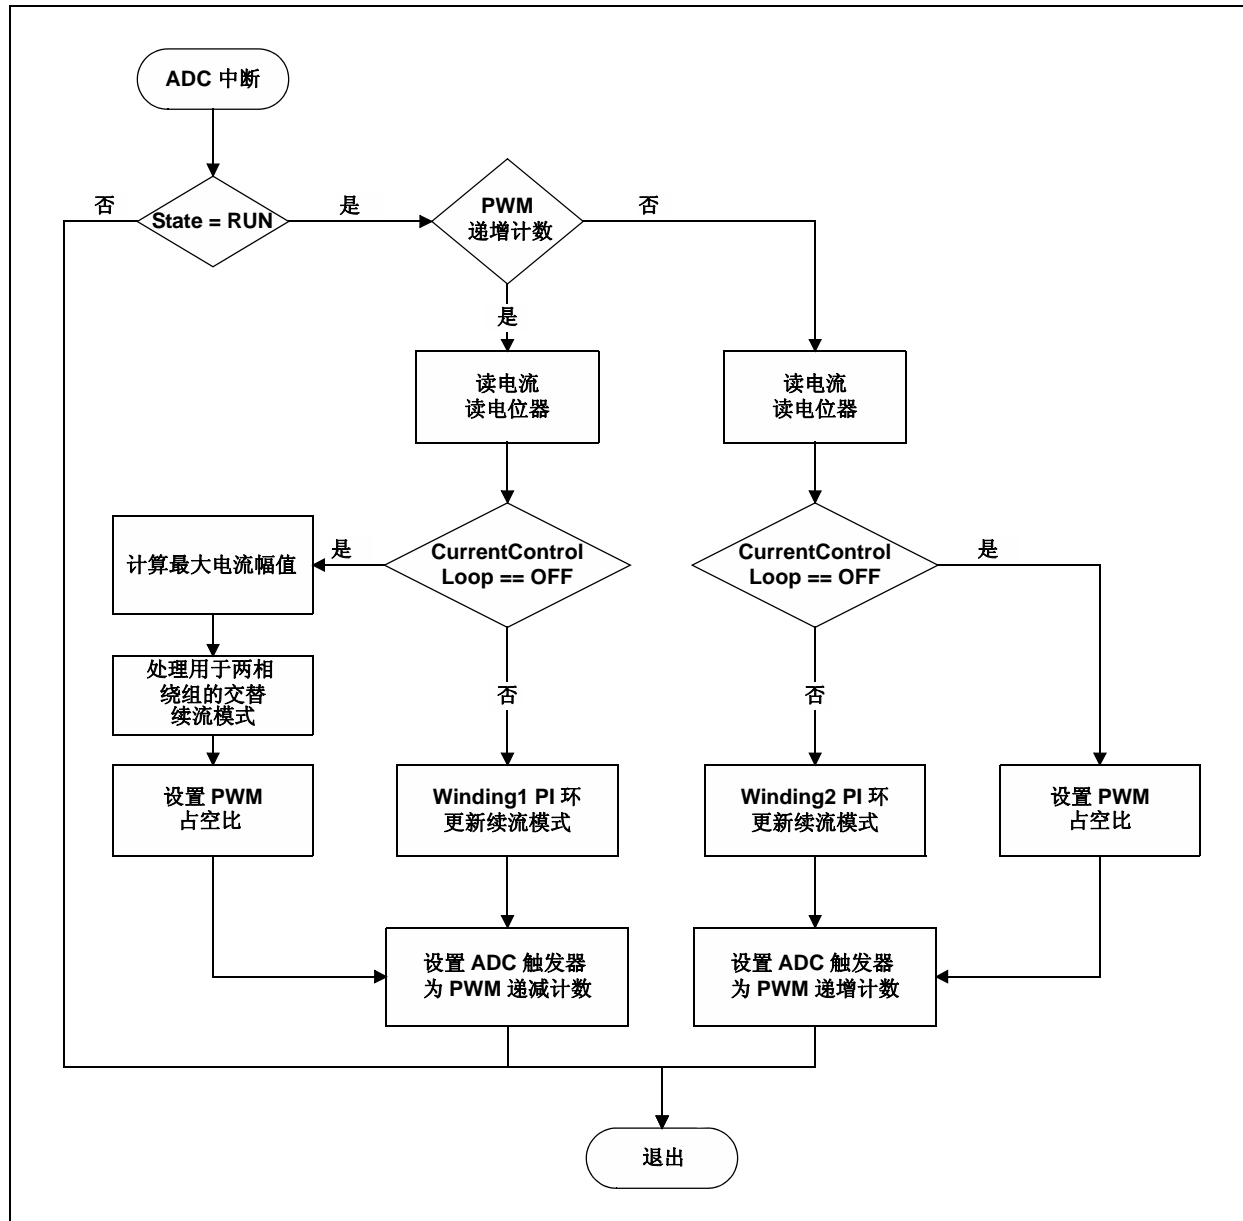 ADC 中断
否
State = RUN
是
PWM
递增计数
否
是
读电流
读电位器
读电流
读电位器
计算最大电流幅值
是
CurrentControl
Loop == OFF
CurrentControl
Loop == OFF
是
处理用于两相
绕组的交替
续流模式
否
否
设置 PWM
占空比
Winding1 PI 环
更新续流模式
Winding2 PI 环
更新续流模式
设置 PWM
占空比
设置 ADC 触发器
为 PWM 递减计数
设置 ADC 触发器
为 PWM 递增计数
退出